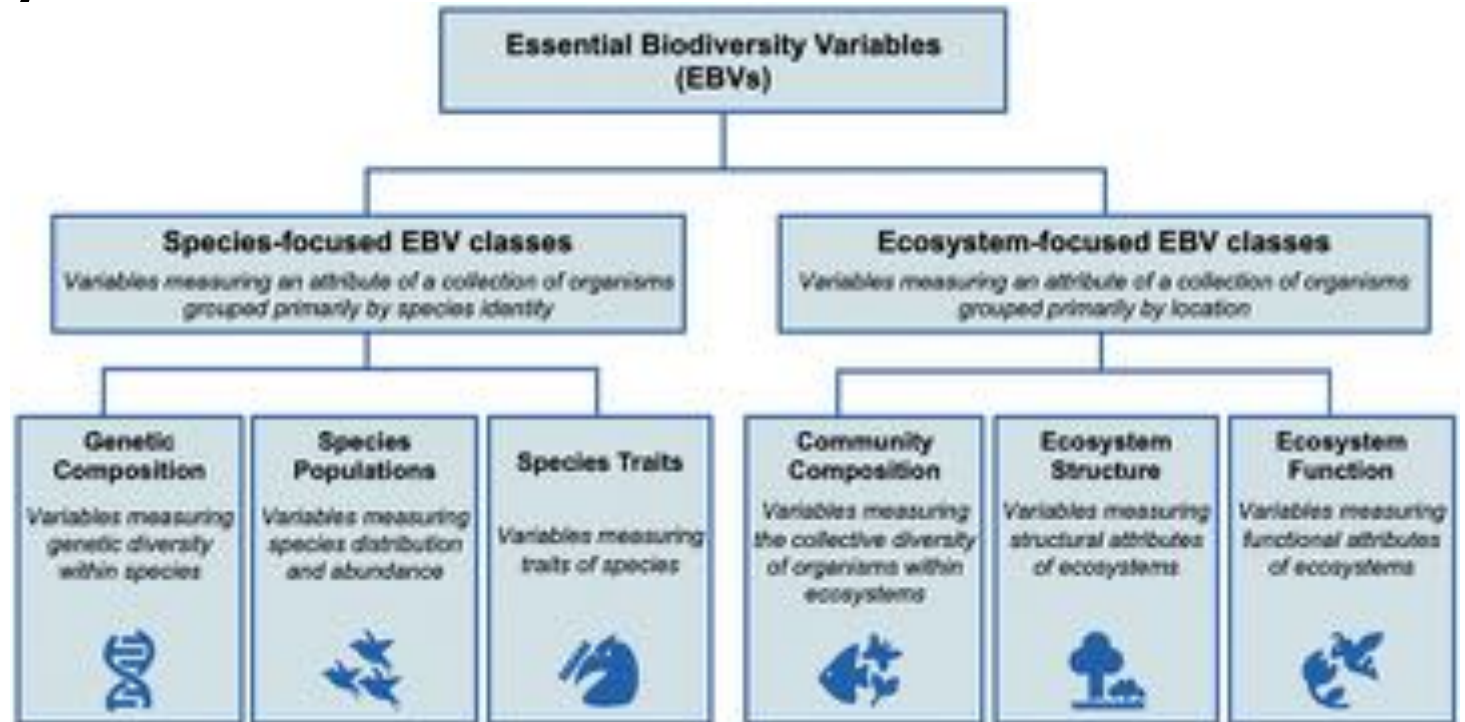 Essential Biodiversity Variables
(EBVs)
Species-focused EBV classes
Variables measuring an attribute of a collection of organisms
grouped primarily by species identity
Ecosystem-focused EBV classes
Variables measuring an attribute of a collection of organisms
grouped primarily by location
Genetic
Composition
Variables measuring
genetic diversity
within species
Species
Populations
Variables measuring
species distribution
and abundance
Species Traits
Variables measuring
traits of species
Community
Composition
Variables measuring
the collective diversity
of organisms within
ecosystems
Ecosystem
Structure
Variables measuring
structural attributes
of ecosystems
Ecosystem
Function
Variables measuring
functional attributes
of ecosystems